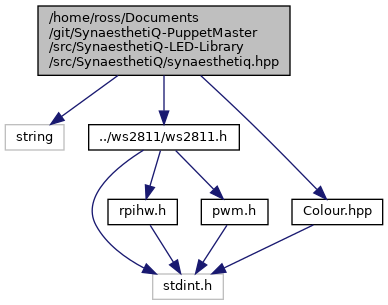 /home/ross/Documents
/git/SynaesthetiQ-PuppetMaster
/src/SynaesthetiQ-LED-Library
/src/SynaesthetiQ/synaesthetiq.hpp
string
../ws2811/ws2811.h
rpihw.h
pwm.h
Colour.hpp
stdint.h